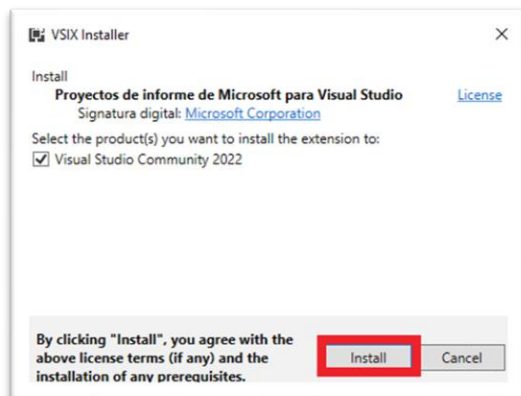 VSIX Installer
Install
Proyectos de informe de Microsoft para Visual Studio License
Signatura digital: Microsoft Corporation
Select the product(s) you want to install the extension to:
Visual Studio Community 2022
By clicking "Install", you agree with the
above license terms (if any) and the
installation of any prerequisites.
Install Cancel